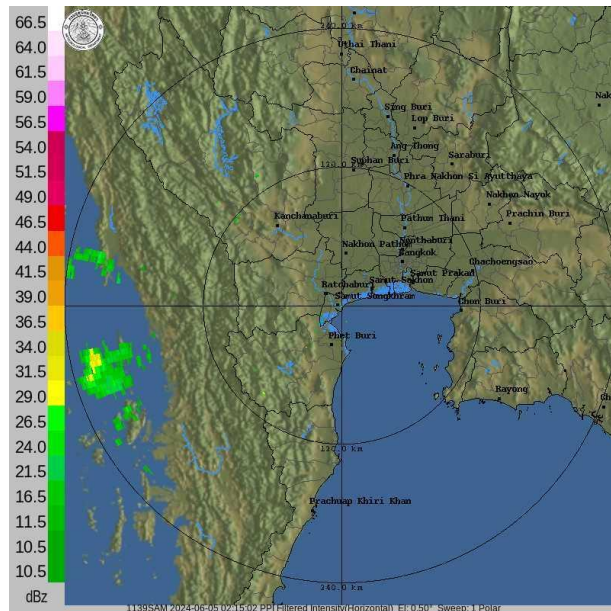 66.5
64.0
61.5
59.0
56.5
54.0
51.5
49.0
46.5
44.0
41.5
39.0
36.5
34.0
31.5
29.0
26.5
24.0
21.5
16.5
11.5
10.5
dBz
240.0 km
Uthai Thani
Chainat
Nak
Sing Buri
Lop Buri
Ang Thong
120.0 km
Suphan Buri
Saraburi
Phra Nakhon Si Ayutthaya
Nakhon Nayok
Kanchanaburi
Prachin Buri
Pathum Thani
Nakhon Pathom
Nonthaburi
Bangkok
Chachoengsao
Samut Prakan
Samut Sakhon
Ratchaburi
Samut Songkhram
Chon Buri
Phet Buri
Rayong
Ch
120.0 km
Prachuap Khiri Khan
240.0 km
1139SAM 2024-06-05 02:15:02 PPI Filtered Intensity(Horizontal) El: 0.50° Sweep: 1 Polar